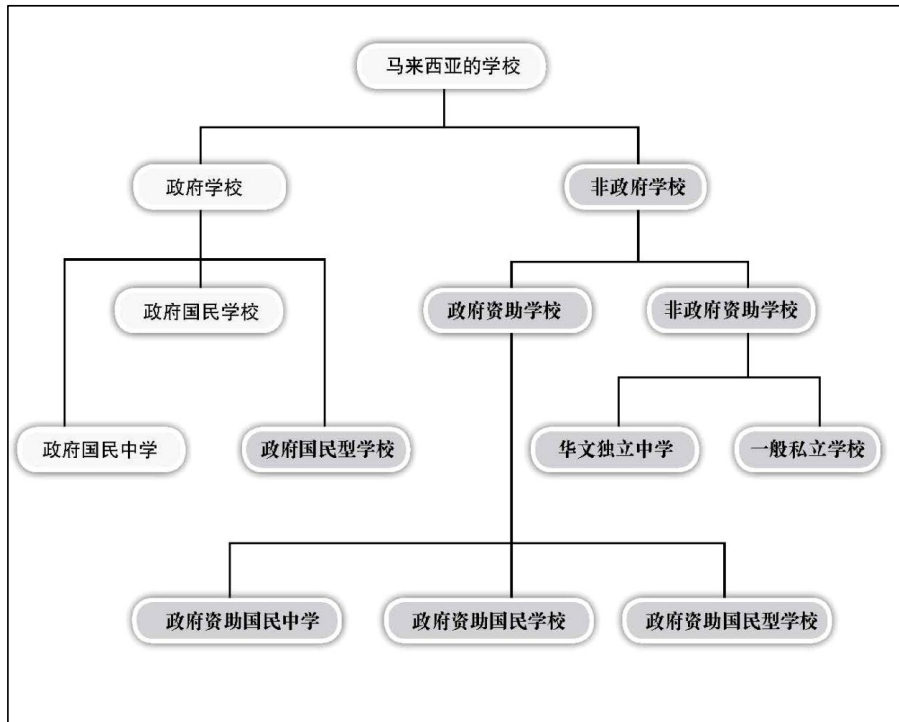 马来西亚的学校
政府学校
非政府学校
政府国民学校
政府资助学校
非政府资助学校
政府国民中学
政府国民型学校
华文独立中学
一般私立学校
政府资助国民中学
政府资助国民学校
政府资助国民型学校